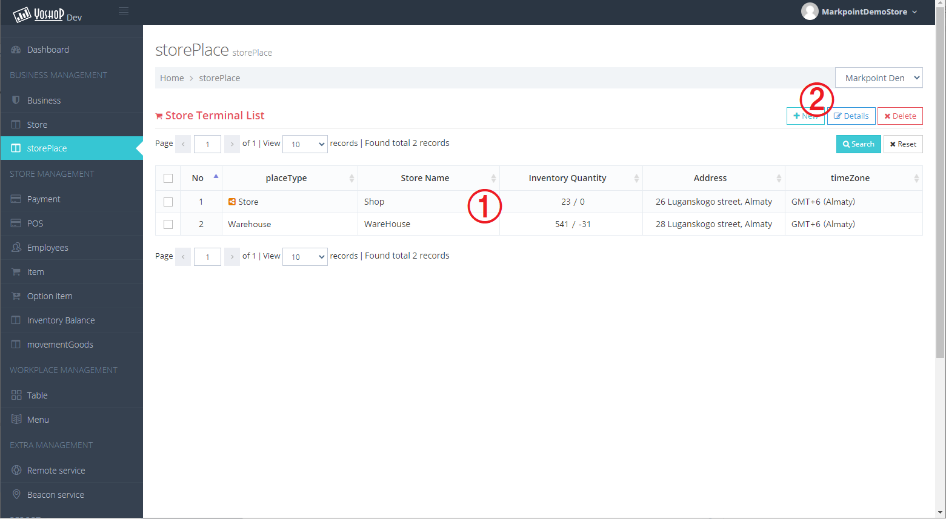 YOSHOP Dev
MarkpointDemoStore
Dashboard
BUSINESS MANAGEMENT
Business
Store
storePlace
STORE MANAGEMENT
Payment
POS
Employees
Item
Option item
Inventory Balance
movementGoods
WORKPLACE MANAGEMENT
Table
Menu
EXTRA MANAGEMENT
Remote service
Beacon service
storePlace storePlace
Home > storePlace
Markpoint Den
Store Terminal List
②
+ New Details × Delete
Page < 1 > of 1 | View 10 records | Found total 2 records
Search × Reset
No placeType Store Name Inventory Quantity Address timeZone
1 Store Shop 23 / 0 26 Luganskogo street, Almaty GMT+6 (Almaty)
①
2 Warehouse WareHouse 541 / -31 28 Luganskogo street, Almaty GMT+6 (Almaty)
Page < 1 > of 1 | View 10 records | Found total 2 records